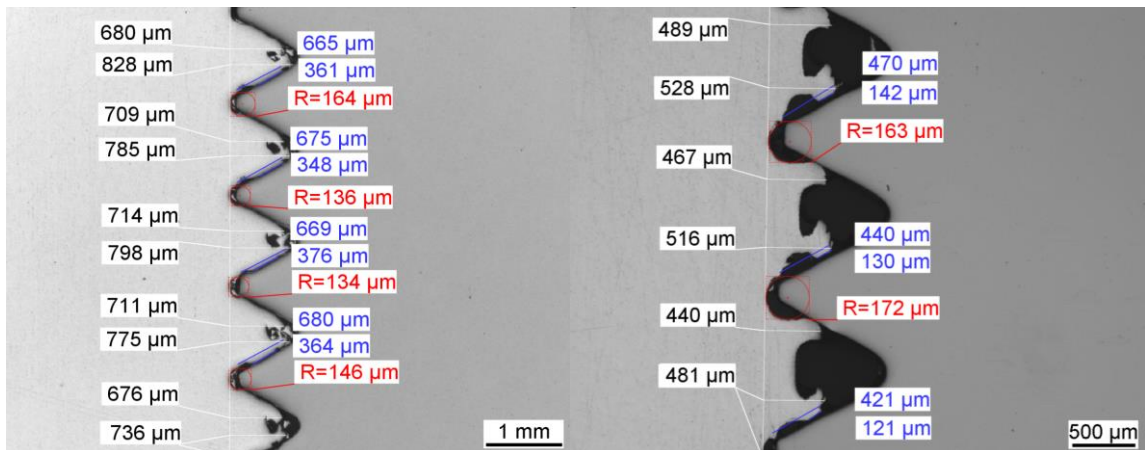 680 µm
665 µm
828 µm
361 µm
R=164 µm
709 µm
675 µm
785 µm
348 µm
R=136 µm
714 µm
669 µm
798 µm
376 µm
R=134 µm
711 µm
680 µm
775 µm
364 µm
R=146 µm
676 µm
736 µm
1 mm
489 µm
470 µm
528 µm
142 µm
R=163 µm
467 µm
516 µm
440 µm
130 µm
R=172 µm
440 µm
481 µm
421 µm
121 µm
500 µm